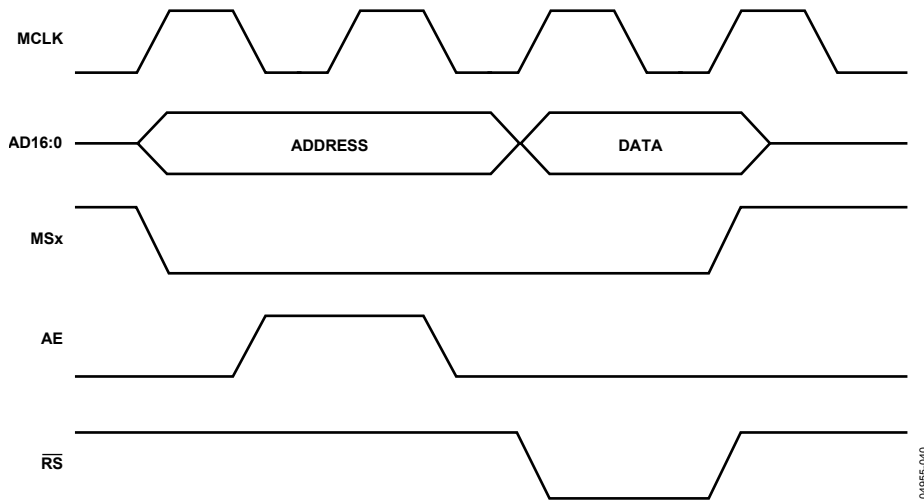 MCLK
AD16:0
ADDRESS
DATA
MSx
AE
RS
04955-040